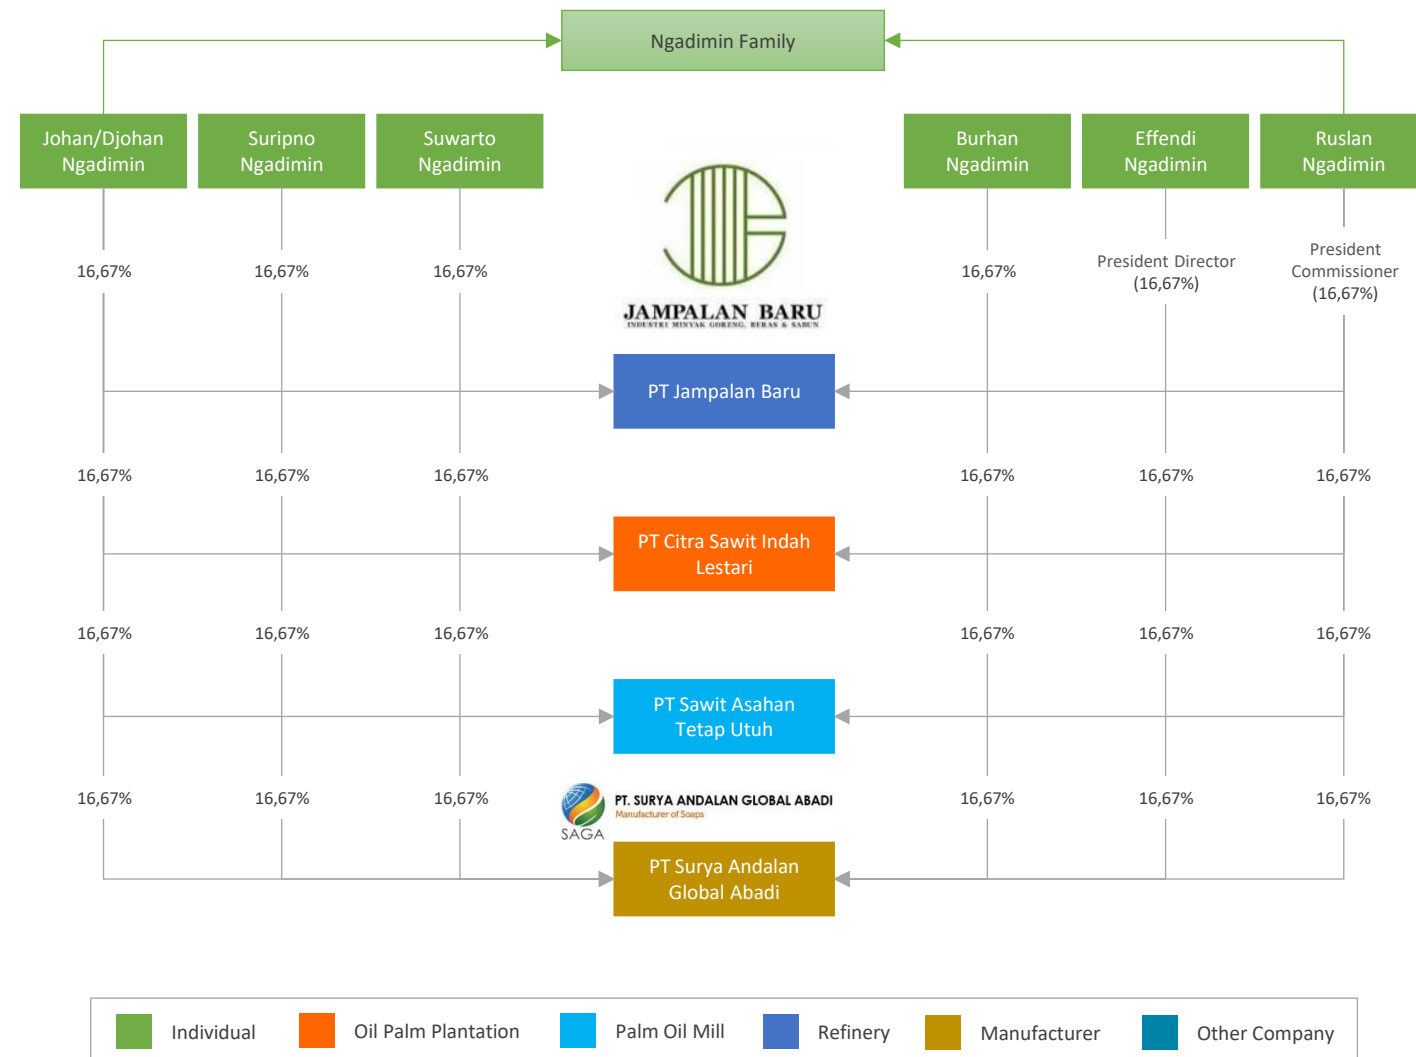 Ngadimin Family
Johan/Djohan
Ngadimin
Suripno
Ngadimin
Suwarto
Ngadimin
Burhan
Ngadimin
Effendi
Ngadimin
Ruslan
Ngadimin
16,67%
16,67%
16,67%
16,67%
President Director
(16,67%)
President
Commissioner
(16,67%)
JAMPALAN BARU
INDUSTRI MINYAK GORENG, BERAS & SABUN
PT Jampalan Baru
16,67%
16,67%
16,67%
16,67%
16,67%
16,67%
PT Citra Sawit Indah
Lestari
16,67%
16,67%
16,67%
16,67%
16,67%
16,67%
PT Sawit Asahan
Tetap Utuh
16,67%
16,67%
16,67%
SAGA
PT. SURYA ANDALAN GLOBAL ABADI
Manufacturer of Soaps
16,67%
16,67%
16,67%
PT Surya Andalan
Global Abadi
Individual
Oil Palm Plantation
Palm Oil Mill
Refinery
Manufacturer
Other Company